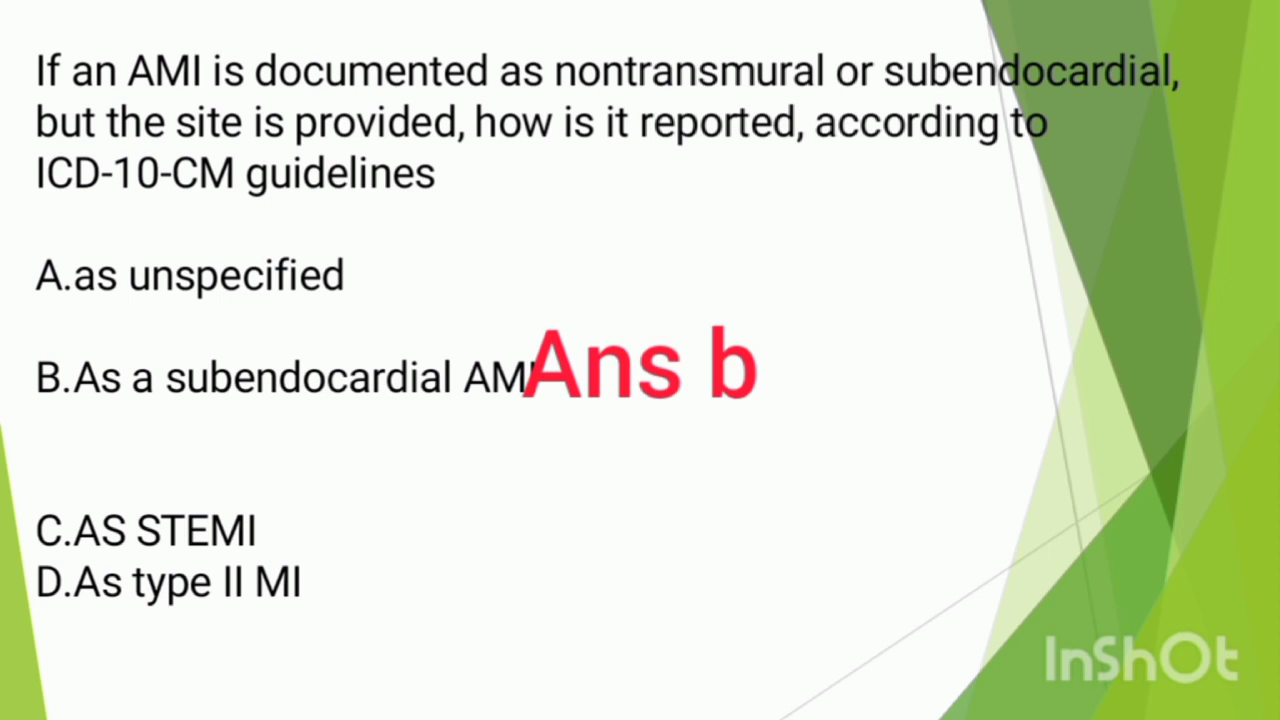 If an AMI is documented as nontransmural or subendocardial,
but the site is provided, how is it reported, according to
ICD-10-CM guidelines
A.as unspecified
B.As a subendocardial AMI
Ans b
C.AS STEMI
D.As type II MI
InShOt